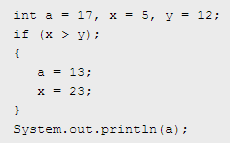 int a = 17, x = 5, y = 12;
if (x > y);
{
a = 13;
x = 23;
}
System.out.println(a);